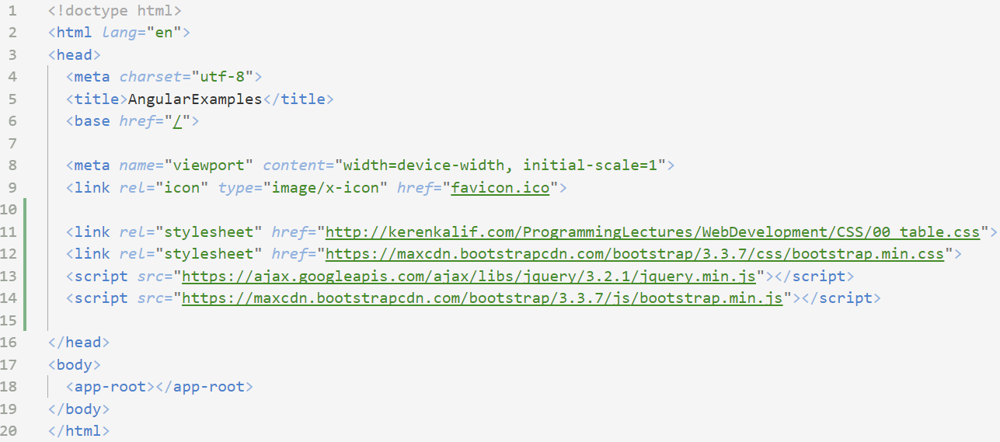 1 <!doctype html>
2 <html lang="en">
3 <head>
4   <meta charset="utf-8">
5   <title>AngularExamples</title>
6   <base href="/">
7
8   <meta name="viewport" content="width=device-width, initial-scale=1">
9   <link rel="icon" type="image/x-icon" href="favicon.ico">
10
11   <link rel="stylesheet" href="http://kerenkalif.com/ProgrammingLectures/WebDevelopment/CSS/00_table.css">
12   <link rel="stylesheet" href="https://maxcdn.bootstrapcdn.com/bootstrap/3.3.7/css/bootstrap.min.css">
13   <script src="https://ajax.googleapis.com/ajax/libs/jquery/3.2.1/jquery.min.js"></script>
14   <script src="https://maxcdn.bootstrapcdn.com/bootstrap/3.3.7/js/bootstrap.min.js"></script>
15
16 </head>
17 <body>
18   <app-root></app-root>
19 </body>
20 </html>